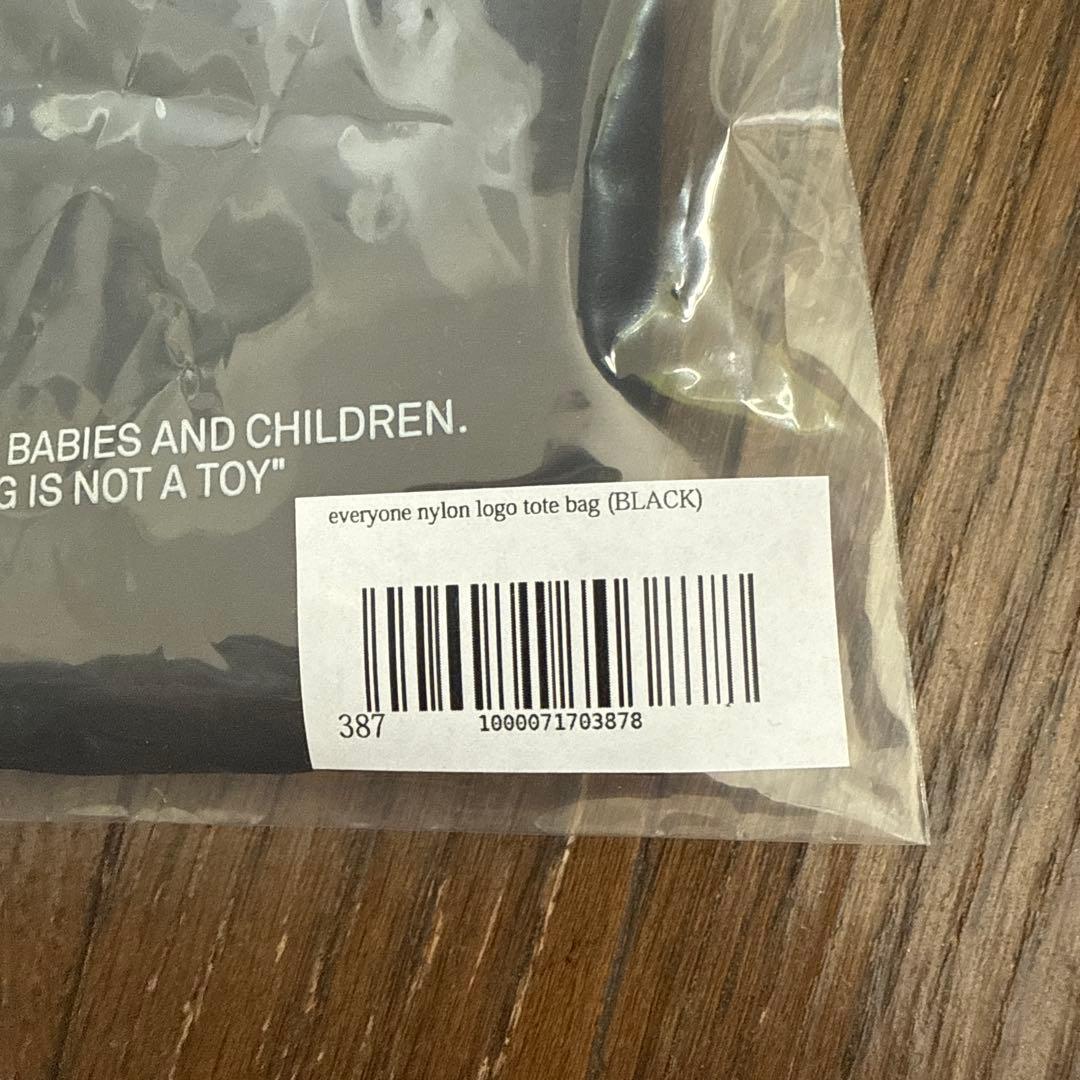 BABIES AND CHILDREN.
G IS NOT A TOY"
everyone nylon logo tote bag (BLACK)
387
1000071703878